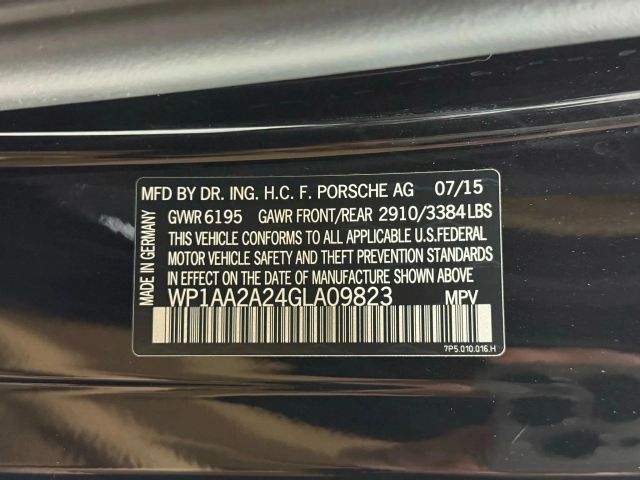 MFD BY DR. ING. H.C. F. PORSCHE AG 07/15
GVWR 6195 GAWR FRONT/REAR 2910/3384 LBS
THIS VEHICLE CONFORMS TO ALL APPLICABLE U.S.FEDERAL
MOTOR VEHICLE SAFETY AND THEFT PREVENTION STANDARDS
IN EFFECT ON THE DATE OF MANUFACTURE SHOWN ABOVE.
WP1AA2A24GLA09823 MPV
7P5.010.016.H
MADE IN GERMANY